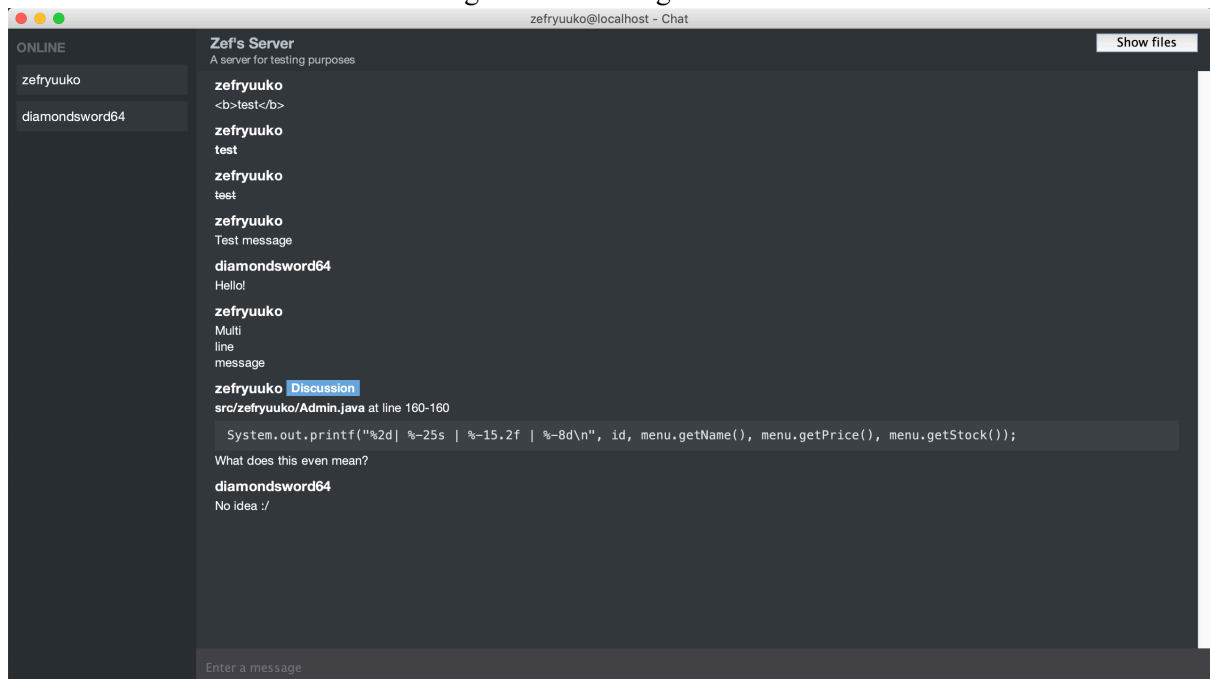 zefryuuko@localhost - Chat
ONLINE
zefryuuko
diamondsword64
Zef's Server
A server for testing purposes
Show files
zefryuuko
<b>test</b>
zefryuuko
test
zefryuuko
test
zefryuuko
Test message
diamondsword64
Hello!
zefryuuko
Multi
line
message
zefryuuko Discussion
src/zefryuuko/Admin.java at line 160-160
System.out.printf("%2d| %-25s | %-15.2f | %-8d\n", id, menu.getName(), menu.getPrice(), menu.getStock());
What does this even mean?
diamondsword64
No idea :/
Enter a message